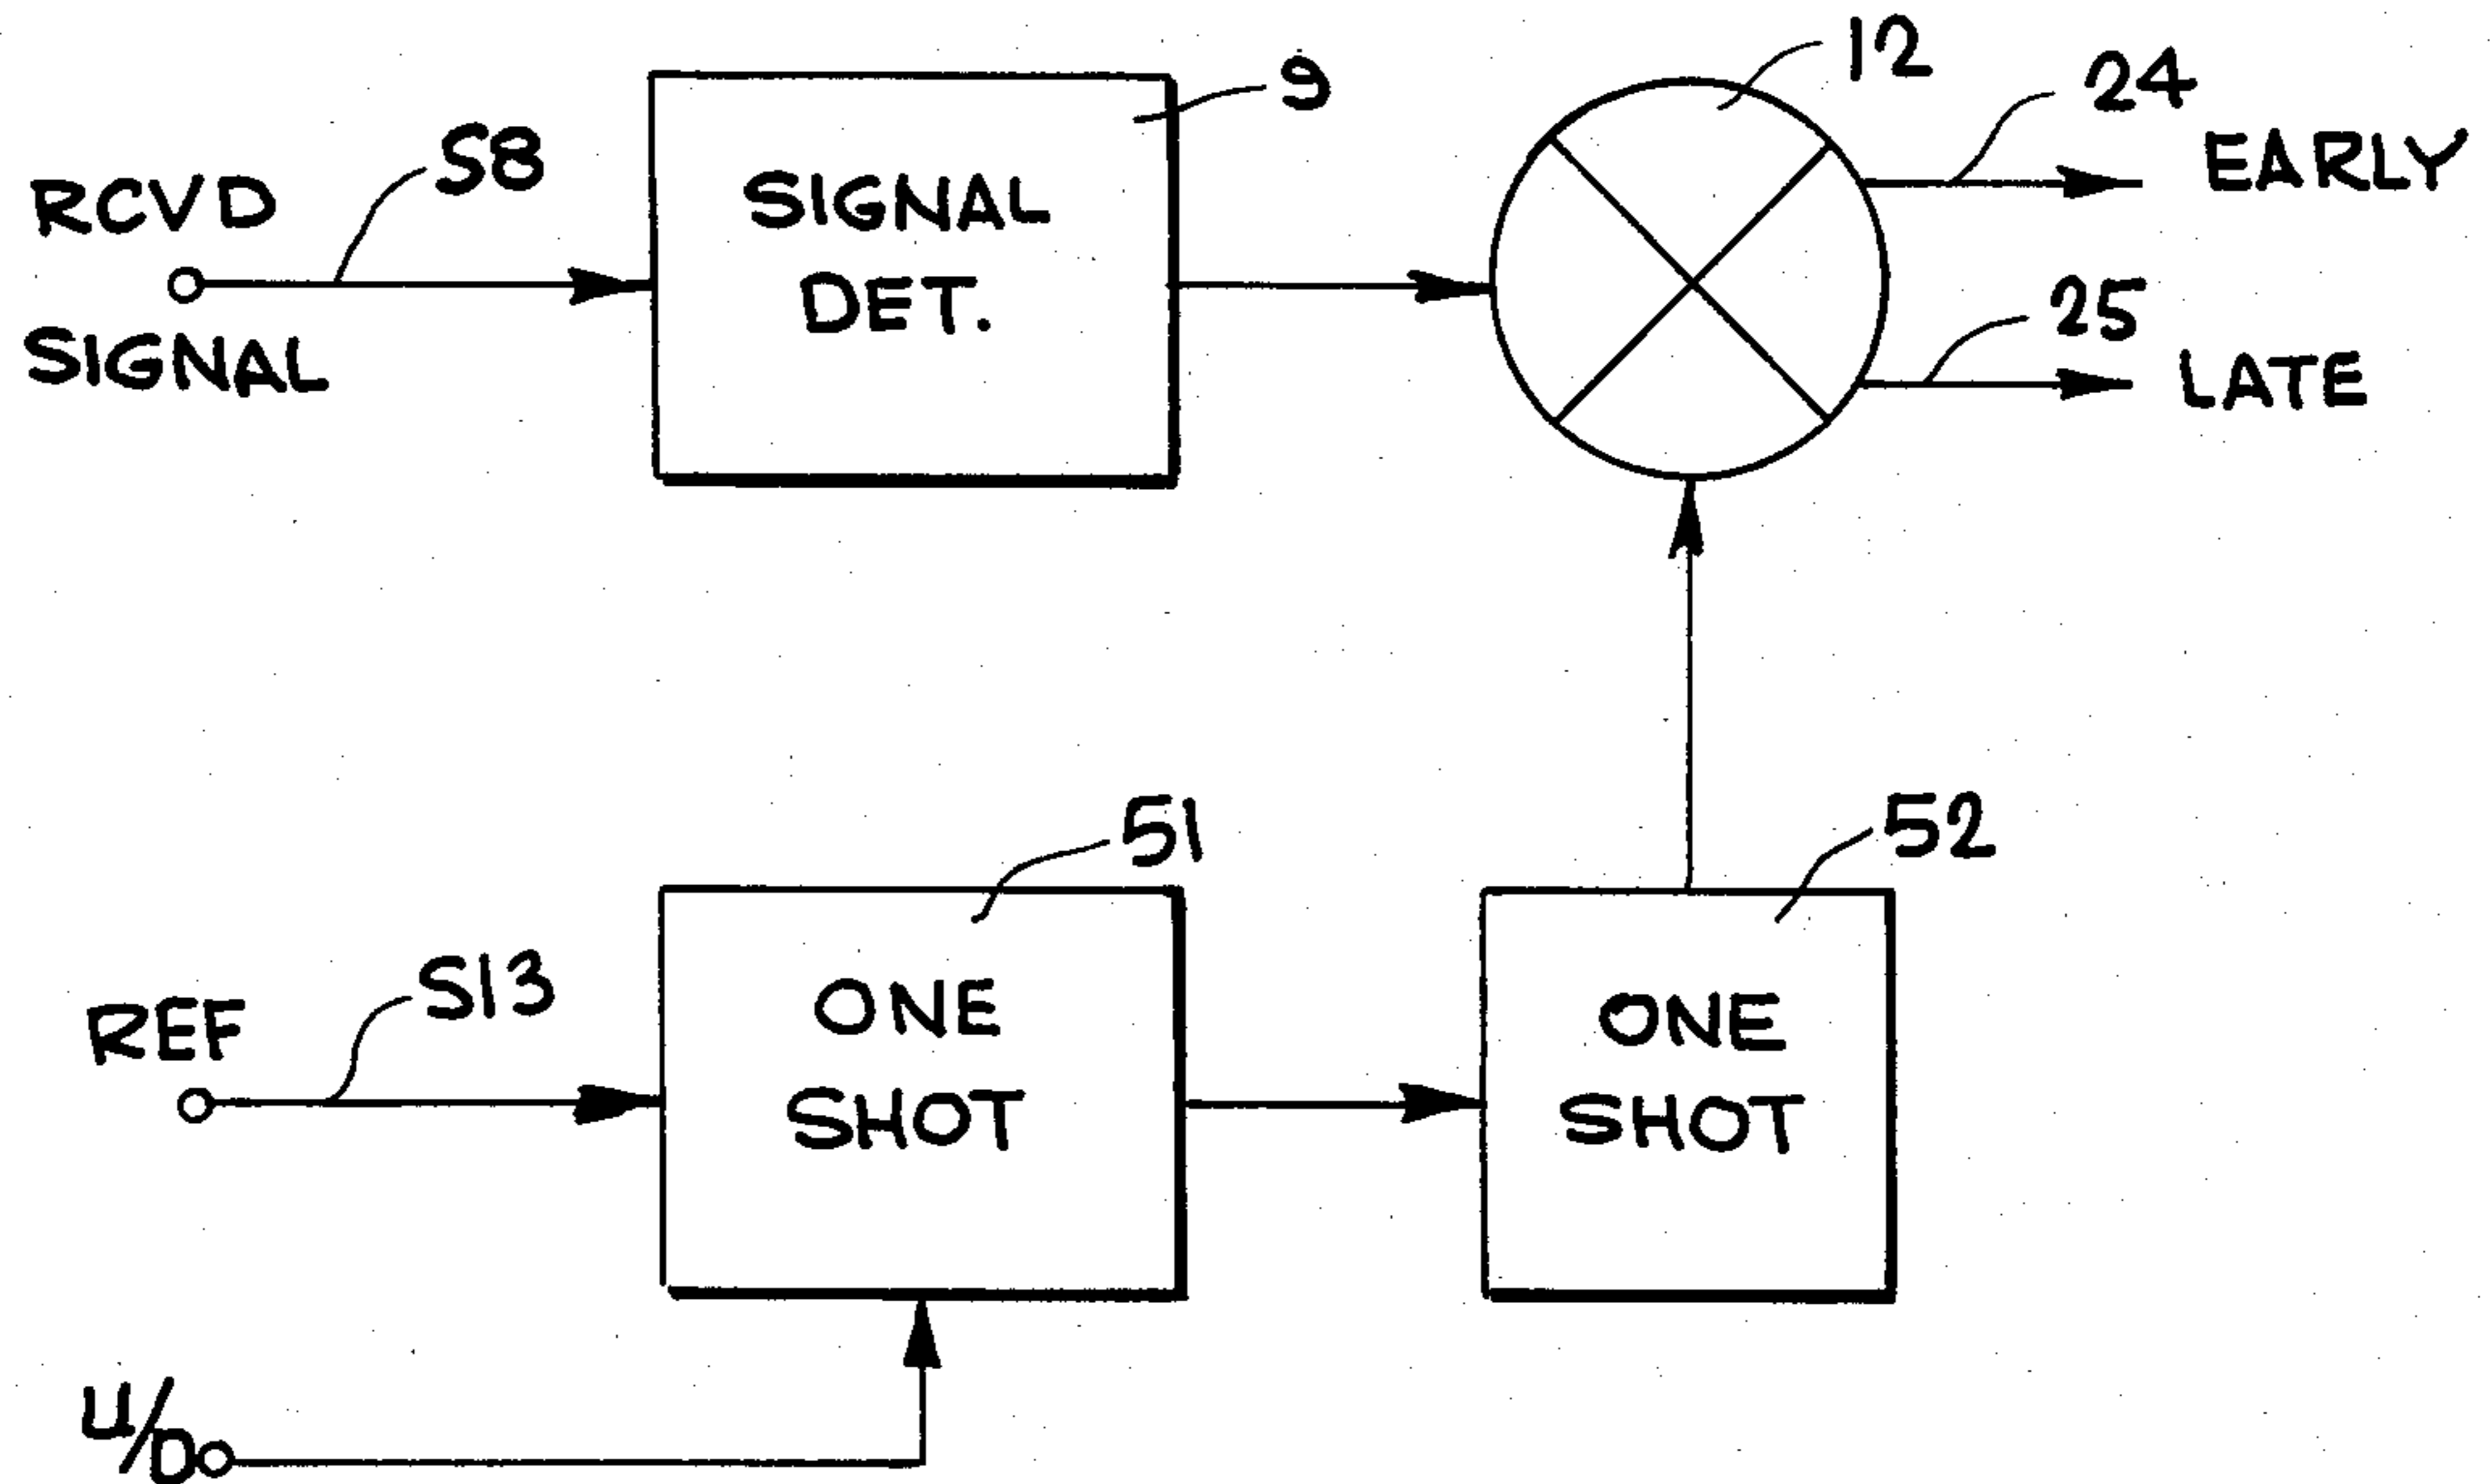 12
9
24
EARLY
S8
RCVD
SIGNAL
SIGNAL
DET.
25
LATE
51
52
S13
REF
ONE
SHOT
ONE
SHOT
U/D